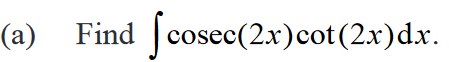 (a) Find ∫cosec(2x)cot(2x)dx.